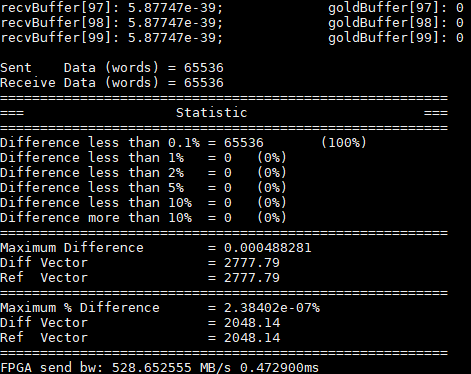 recvBuffer[97]: 5.87747e-39; goldBuffer[97]: 0
recvBuffer[98]: 5.87747e-39; goldBuffer[98]: 0
recvBuffer[99]: 5.87747e-39; goldBuffer[99]: 0
Sent Data (words) = 65536
Receive Data (words) = 65536
========================================================
=== Statistic ===
========================================================
Difference less than 0.1% = 65536 (100%)
Difference less than 1% = 0 (0%)
Difference less than 2% = 0 (0%)
Difference less than 5% = 0 (0%)
Difference less than 10% = 0 (0%)
Difference more than 10% = 0 (0%)
========================================================
Maximum Difference = 0.000488281
Diff Vector = 2777.79
Ref Vector = 2777.79
========================================================
Maximum % Difference = 2.38402e-07%
Diff Vector = 2048.14
Ref Vector = 2048.14
========================================================
FPGA send bw: 528.652555 MB/s 0.472900ms